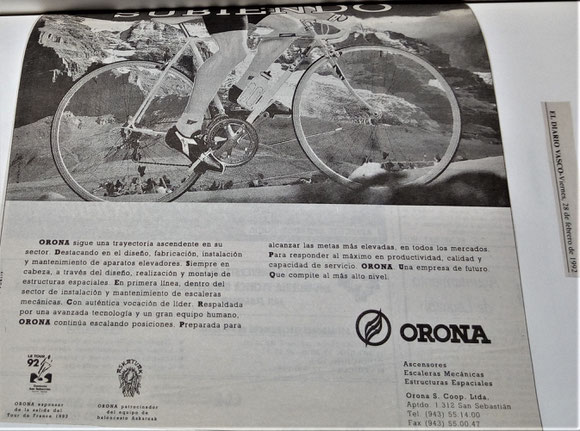 SUBIENDO
ORONA sigue una trayectoria ascendente en su
sector. Destacando en el diseño, fabricación, instalación
y mantenimiento de aparatos elevadores. Siempre en
cabeza, a través del diseño, realización y montaje de
estructuras espaciales. En primera línea, dentro del
sector de instalación y mantenimiento de escaleras
mecánicas. Con auténtica vocación de líder. Respaldada
por una avanzada tecnología y un gran equipo humano,
ORONA continúa escalando posiciones. Preparada para
alcanzar las metas más elevadas, en todos los mercados.
Para responder al máximo en productividad, calidad y
capacidad de servicio. ORONA. Una empresa de futuro.
Que compite al más alto nivel.
ORONA
Ascensores
Escaleras Mecánicas
Estructuras Espaciales
Orona S. Coop. Ltda.
Aptdo. 1.312 San Sebastián
Tel. (943) 55.14.00
Fax (943) 55.00.47
LE TOUR
92
ORONA sponsor
de la salida del
Tour de France 1992
ASKATUAK
ORONA patrocinador
del equipo de
baloncesto Askatuak
EL DIARIO VASCO-Viernes, 28 de febrero de 1992